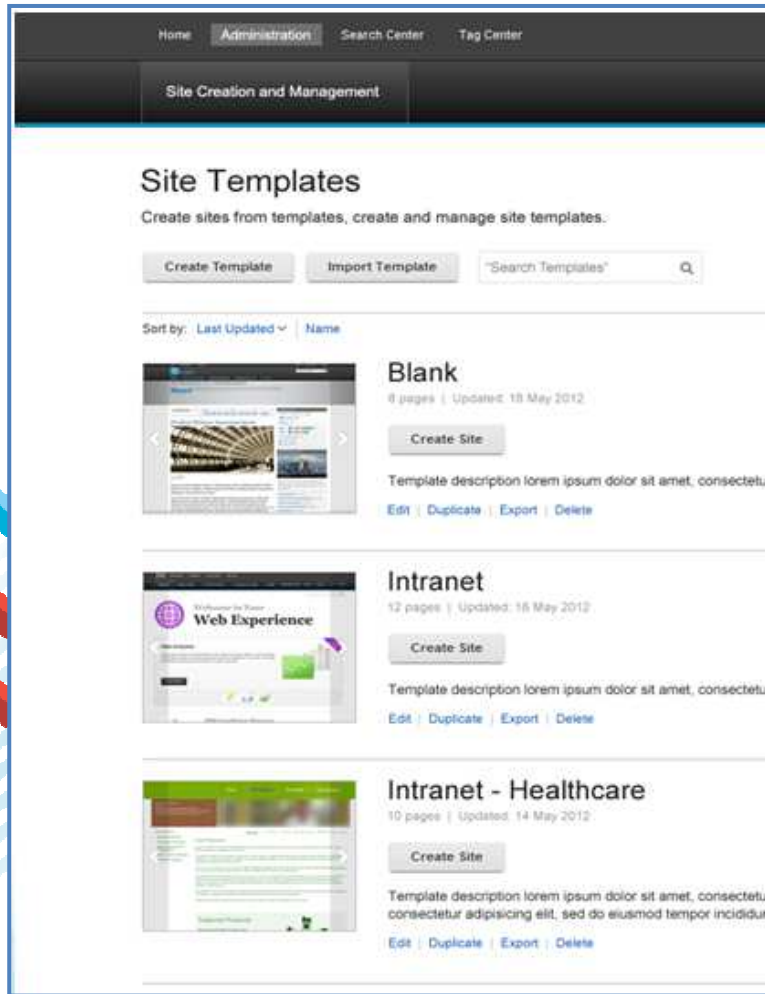 Home Administration Search Center Tag Center
Site Creation and Management
Site Templates
Create sites from templates, create and manage site templates.
Create Template Import Template "Search Templates"
Sort by: Last Updated Name
Blank
6 pages | Updated: 18 May 2012
Create Site
Template description lorem ipsum dolor sit amet, consectetu
Edit | Duplicate | Export | Delete
Intranet
Web Experience
12 pages | Updated: 16 May 2012
Create Site
Template description lorem ipsum dolor sit amet, consectetu
Edit | Duplicate | Export | Delete
Intranet - Healthcare
10 pages | Updated: 14 May 2012
Create Site
Template description lorem ipsum dolor sit amet, consectetu
consectetur adipisicing elit, sed do eiusmod tempor incididun
Edit | Duplicate | Export | Delete